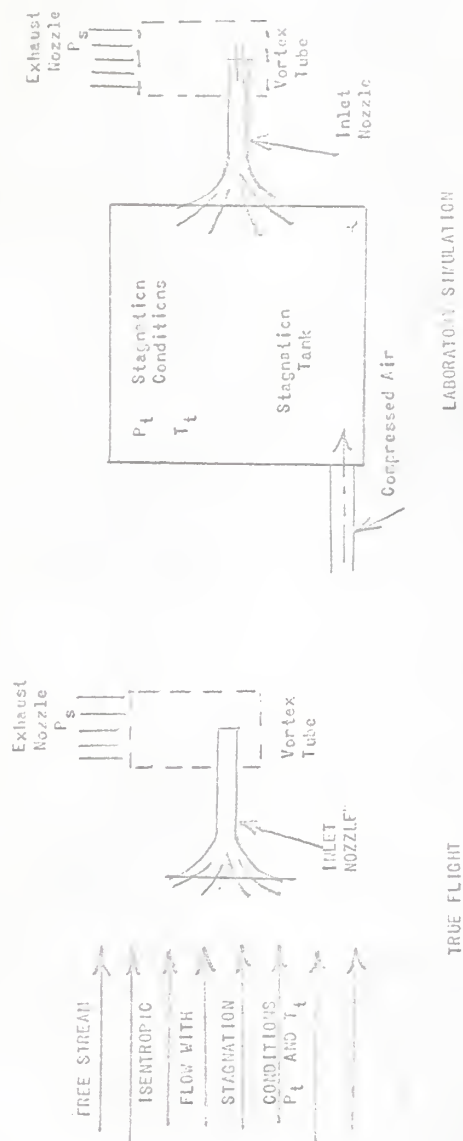 Exhaust
Nozzle
Ps
Vortex
Tube
INLET
NOZZLE
FREE STREAM
ISENTROPIC
FLOW WITH
STAGNATION
CONDITIONS
Pt AND Tt
TRUE FLIGHT
Exhaust
Nozzle
Ps
Vortex
Tube
Inlet
Nozzle
Pt Stagnation
Conditions
Tt
Stagnation
Tank
Compressed Air
LABORATORY SIMULATION